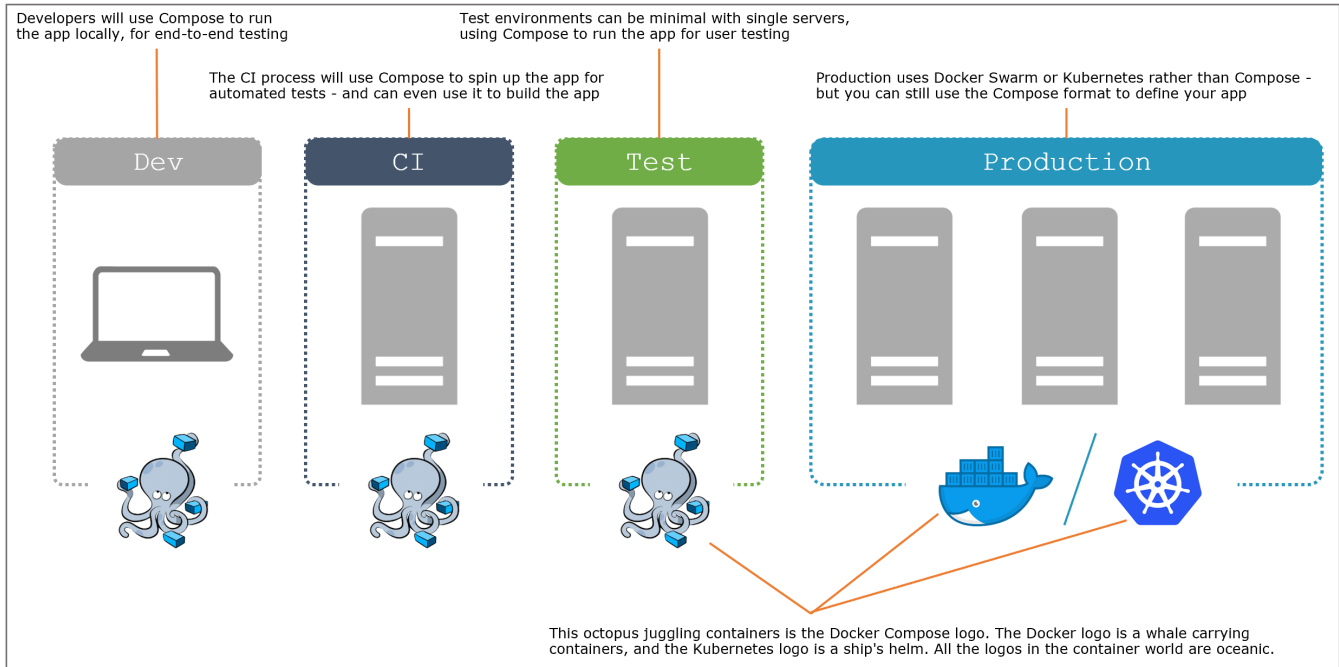 Developers will use Compose to run
the app locally, for end-to-end testing
Test environments can be minimal with single servers,
using Compose to run the app for user testing
The CI process will use Compose to spin up the app for
automated tests - and can even use it to build the app
Production uses Docker Swarm or Kubernetes rather than Compose -
but you can still use the Compose format to define your app
Dev
CI
Test
Production
This octopus juggling containers is the Docker Compose logo. The Docker logo is a whale carrying
containers, and the Kubernetes logo is a ship's helm. All the logos in the container world are oceanic.